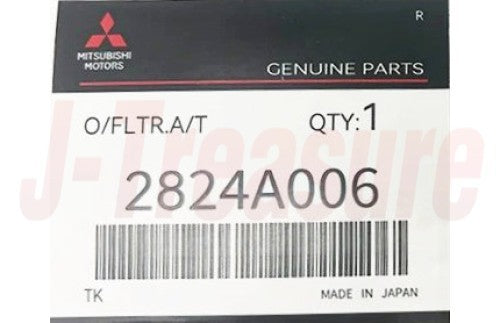 R
MITSUBISHI
MOTORS
GENUINE PARTS
O/FLTR.A/T QTY:1
2824A006
TK MADE IN JAPAN
J-Treasure